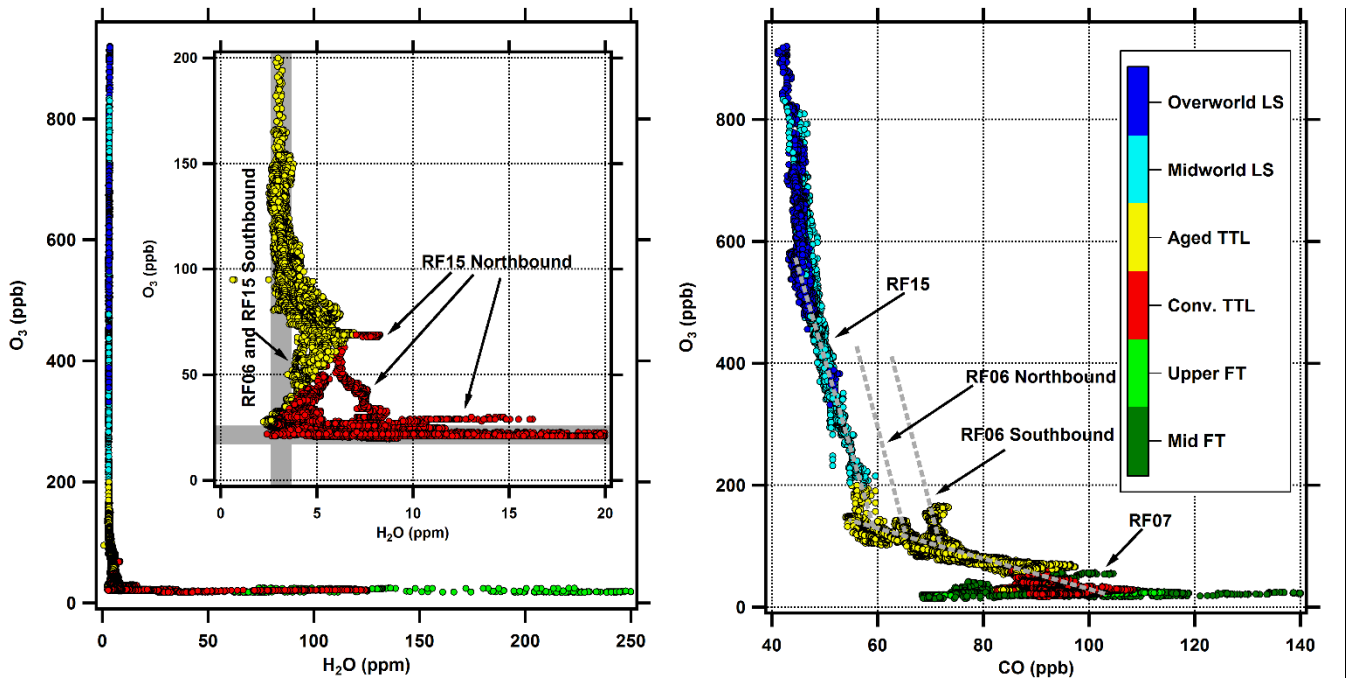 O3 (ppb)
800
600
400
200
0
0
50
100
150
200
250
H2O (ppm)
O3 (ppb)
200
150
100
50
0
0
5
10
15
20
H2O (ppm)
RF06 and RF15 Southbound
RF15 Northbound
O3 (ppb)
800
600
400
200
0
40
60
80
100
120
140
CO (ppb)
RF15
RF06 Northbound
RF06 Southbound
RF07
Overworld LS
Midworld LS
Aged TTL
Conv. TTL
Upper FT
Mid FT